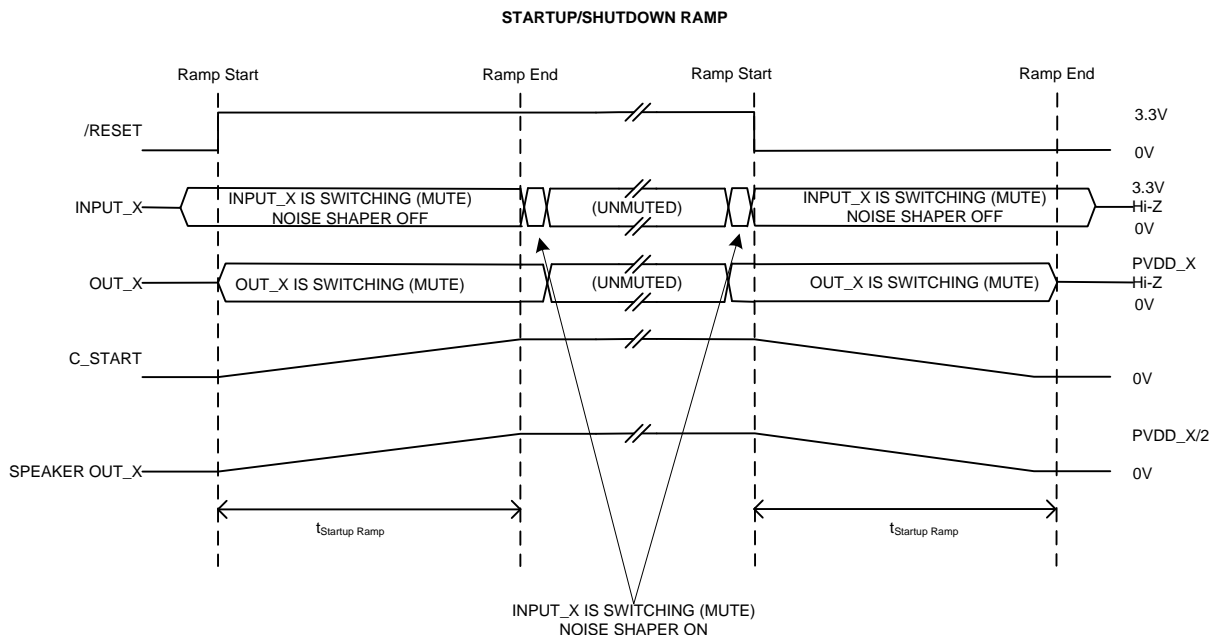 STARTUP/SHUTDOWN RAMP
Ramp Start
Ramp End
Ramp Start
Ramp End
/RESET
3.3V
0V
INPUT_X
INPUT_X IS SWITCHING (MUTE)
NOISE SHAPER OFF
(UNMUTED)
INPUT_X IS SWITCHING (MUTE)
NOISE SHAPER OFF
3.3V
Hi-Z
0V
OUT_X
OUT_X IS SWITCHING (MUTE)
(UNMUTED)
OUT_X IS SWITCHING (MUTE)
PVDD_X
Hi-Z
0V
C_START
0V
SPEAKER OUT_X
PVDD_X/2
0V
tStartup Ramp
tStartup Ramp
INPUT_X IS SWITCHING (MUTE)
NOISE SHAPER ON